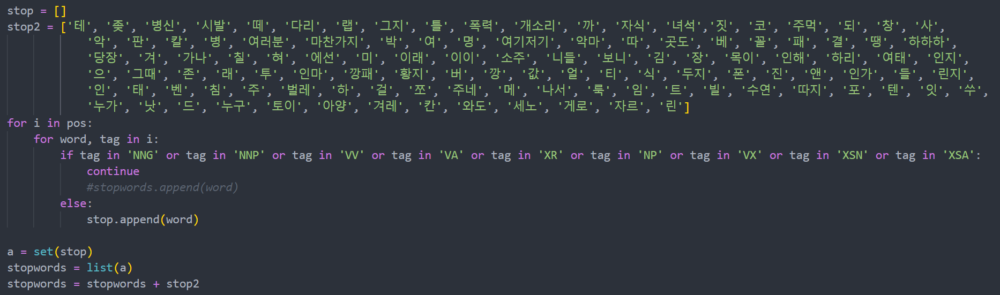 stop = []
stop2 = ['테', '좆', '병신', '시발', '떼', '다리', '랩', '그지', '틀', '폭력', '개소리', '까', '자식', '녀석','짓', '코', '주먹', '되', '창', '사',
'악', '판', '칼', '병', '여러분', '마찬가지', '박', '여', '명', '여기저기', '악마', '따', '곳도', '베', '꼴', '패', '결', '땡', '하하하',
'당장', '겨', '가나', '칠', '혀', '에선', '미', '이래', '이이', '소주', '니들', '보니', '김', '장', '목이', '인해', '하리', '여태', '인지',
'으', '그때', '존', '래', '투', '인마', '깡패', '황지', '버', '깡', '값', '얼', '티', '식', '두지', '폰', '진', '앤', '인가', '들', '린지',
'인', '태', '벤', '침', '주', '벌레', '하', '걸', '쪼', '주네', '메', '나서', '룩', '임', '트', '빌', '수연', '따지', '포', '텐', '잇', '쑤',
'누가', '낫', '드', '누구', '토이', '아양', '겨레', '칸', '와도', '세노', '게로', '자르', '린']
for i in pos:
for word, tag in i:
if tag in 'NNG' or tag in 'NNP' or tag in 'VV' or tag in 'VA' or tag in 'XR' or tag in 'NP' or tag in 'VX' or tag in 'XSN' or tag in 'XSA':
continue
#stopwords.append(word)
else:
stop.append(word)
a = set(stop)
stopwords = list(a)
stopwords = stopwords + stop2